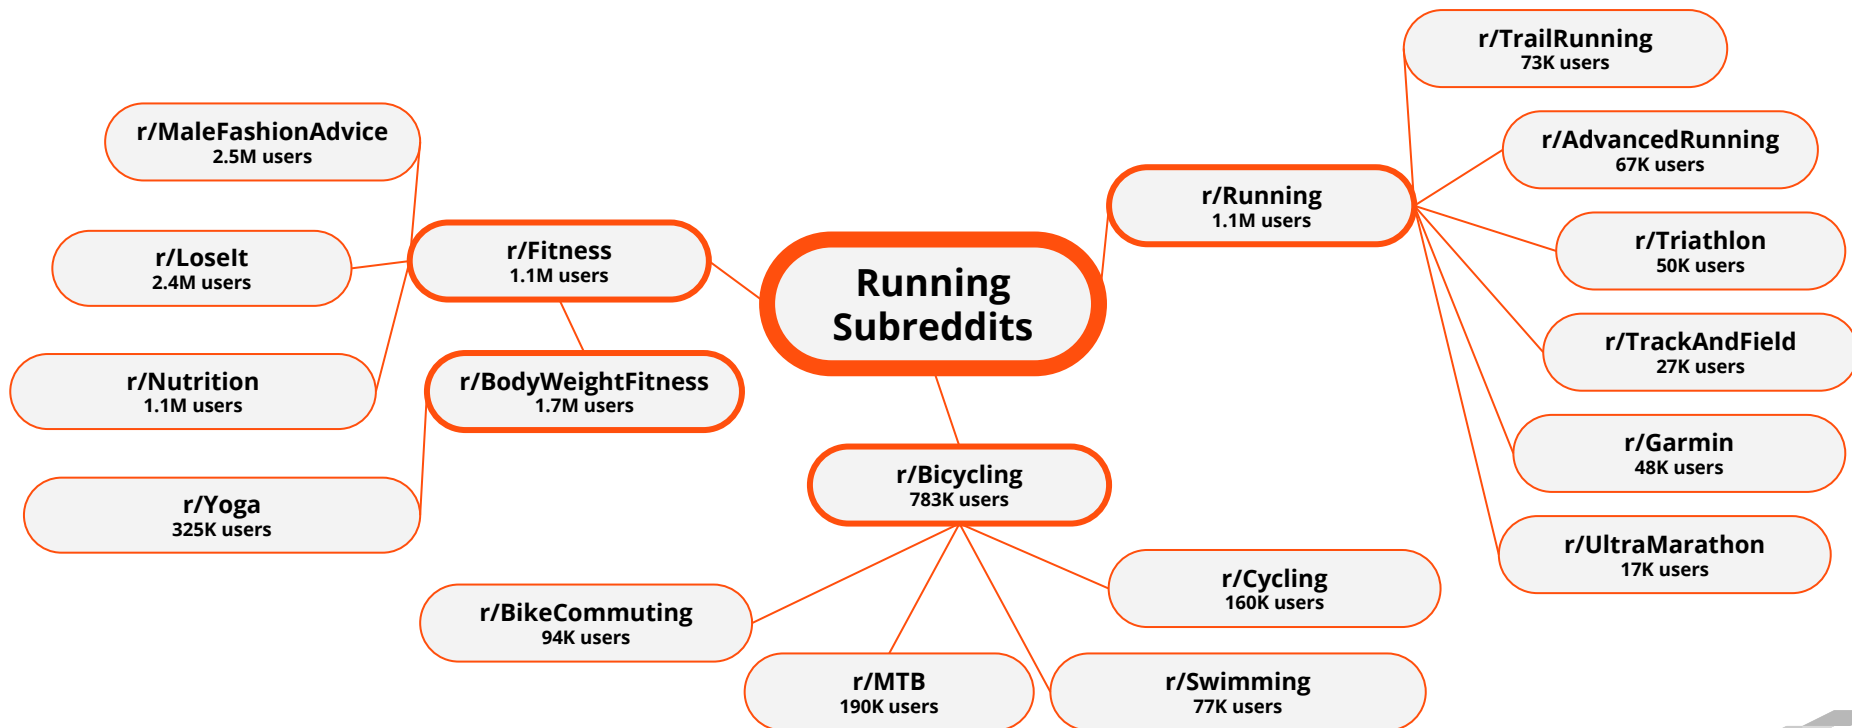 Running
Subreddits
r/Fitness
1.1M users
r/MaleFashionAdvice
2.5M users
r/LoseIt
2.4M users
r/Nutrition
1.1M users
r/BodyWeightFitness
1.7M users
r/Yoga
325K users
r/Running
1.1M users
r/TrailRunning
73K users
r/AdvancedRunning
67K users
r/Triathlon
50K users
r/TrackAndField
27K users
r/Garmin
48K users
r/UltraMarathon
17K users
r/Bicycling
783K users
r/BikeCommuting
94K users
r/MTB
190K users
r/Swimming
77K users
r/Cycling
160K users